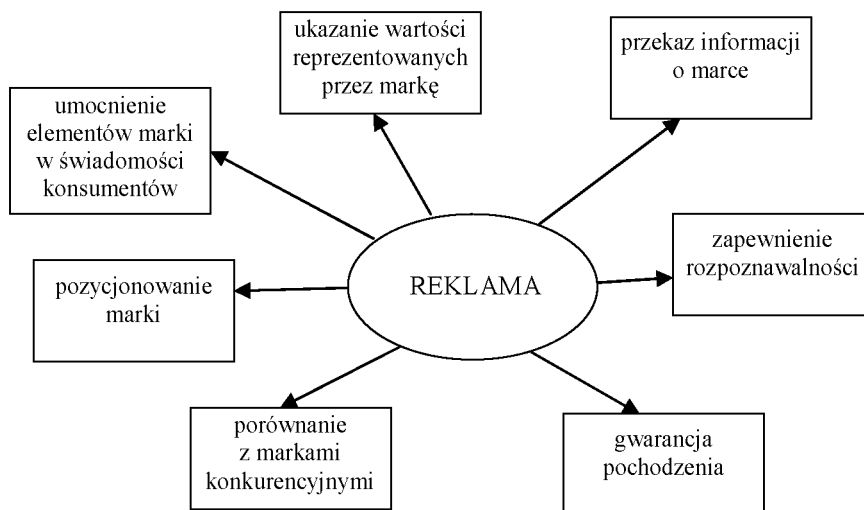 ukazanie wartości
reprezentowanych
przez markę
przekaz informacji
o marce
umocnienie
elementów marki
w świadomości
konsumentów
zapewnienie
rozpoznawalności
REKLAMA
pozycjonowanie
marki
porównanie
z markami
konkurencyjnymi
gwarancja
pochodzenia